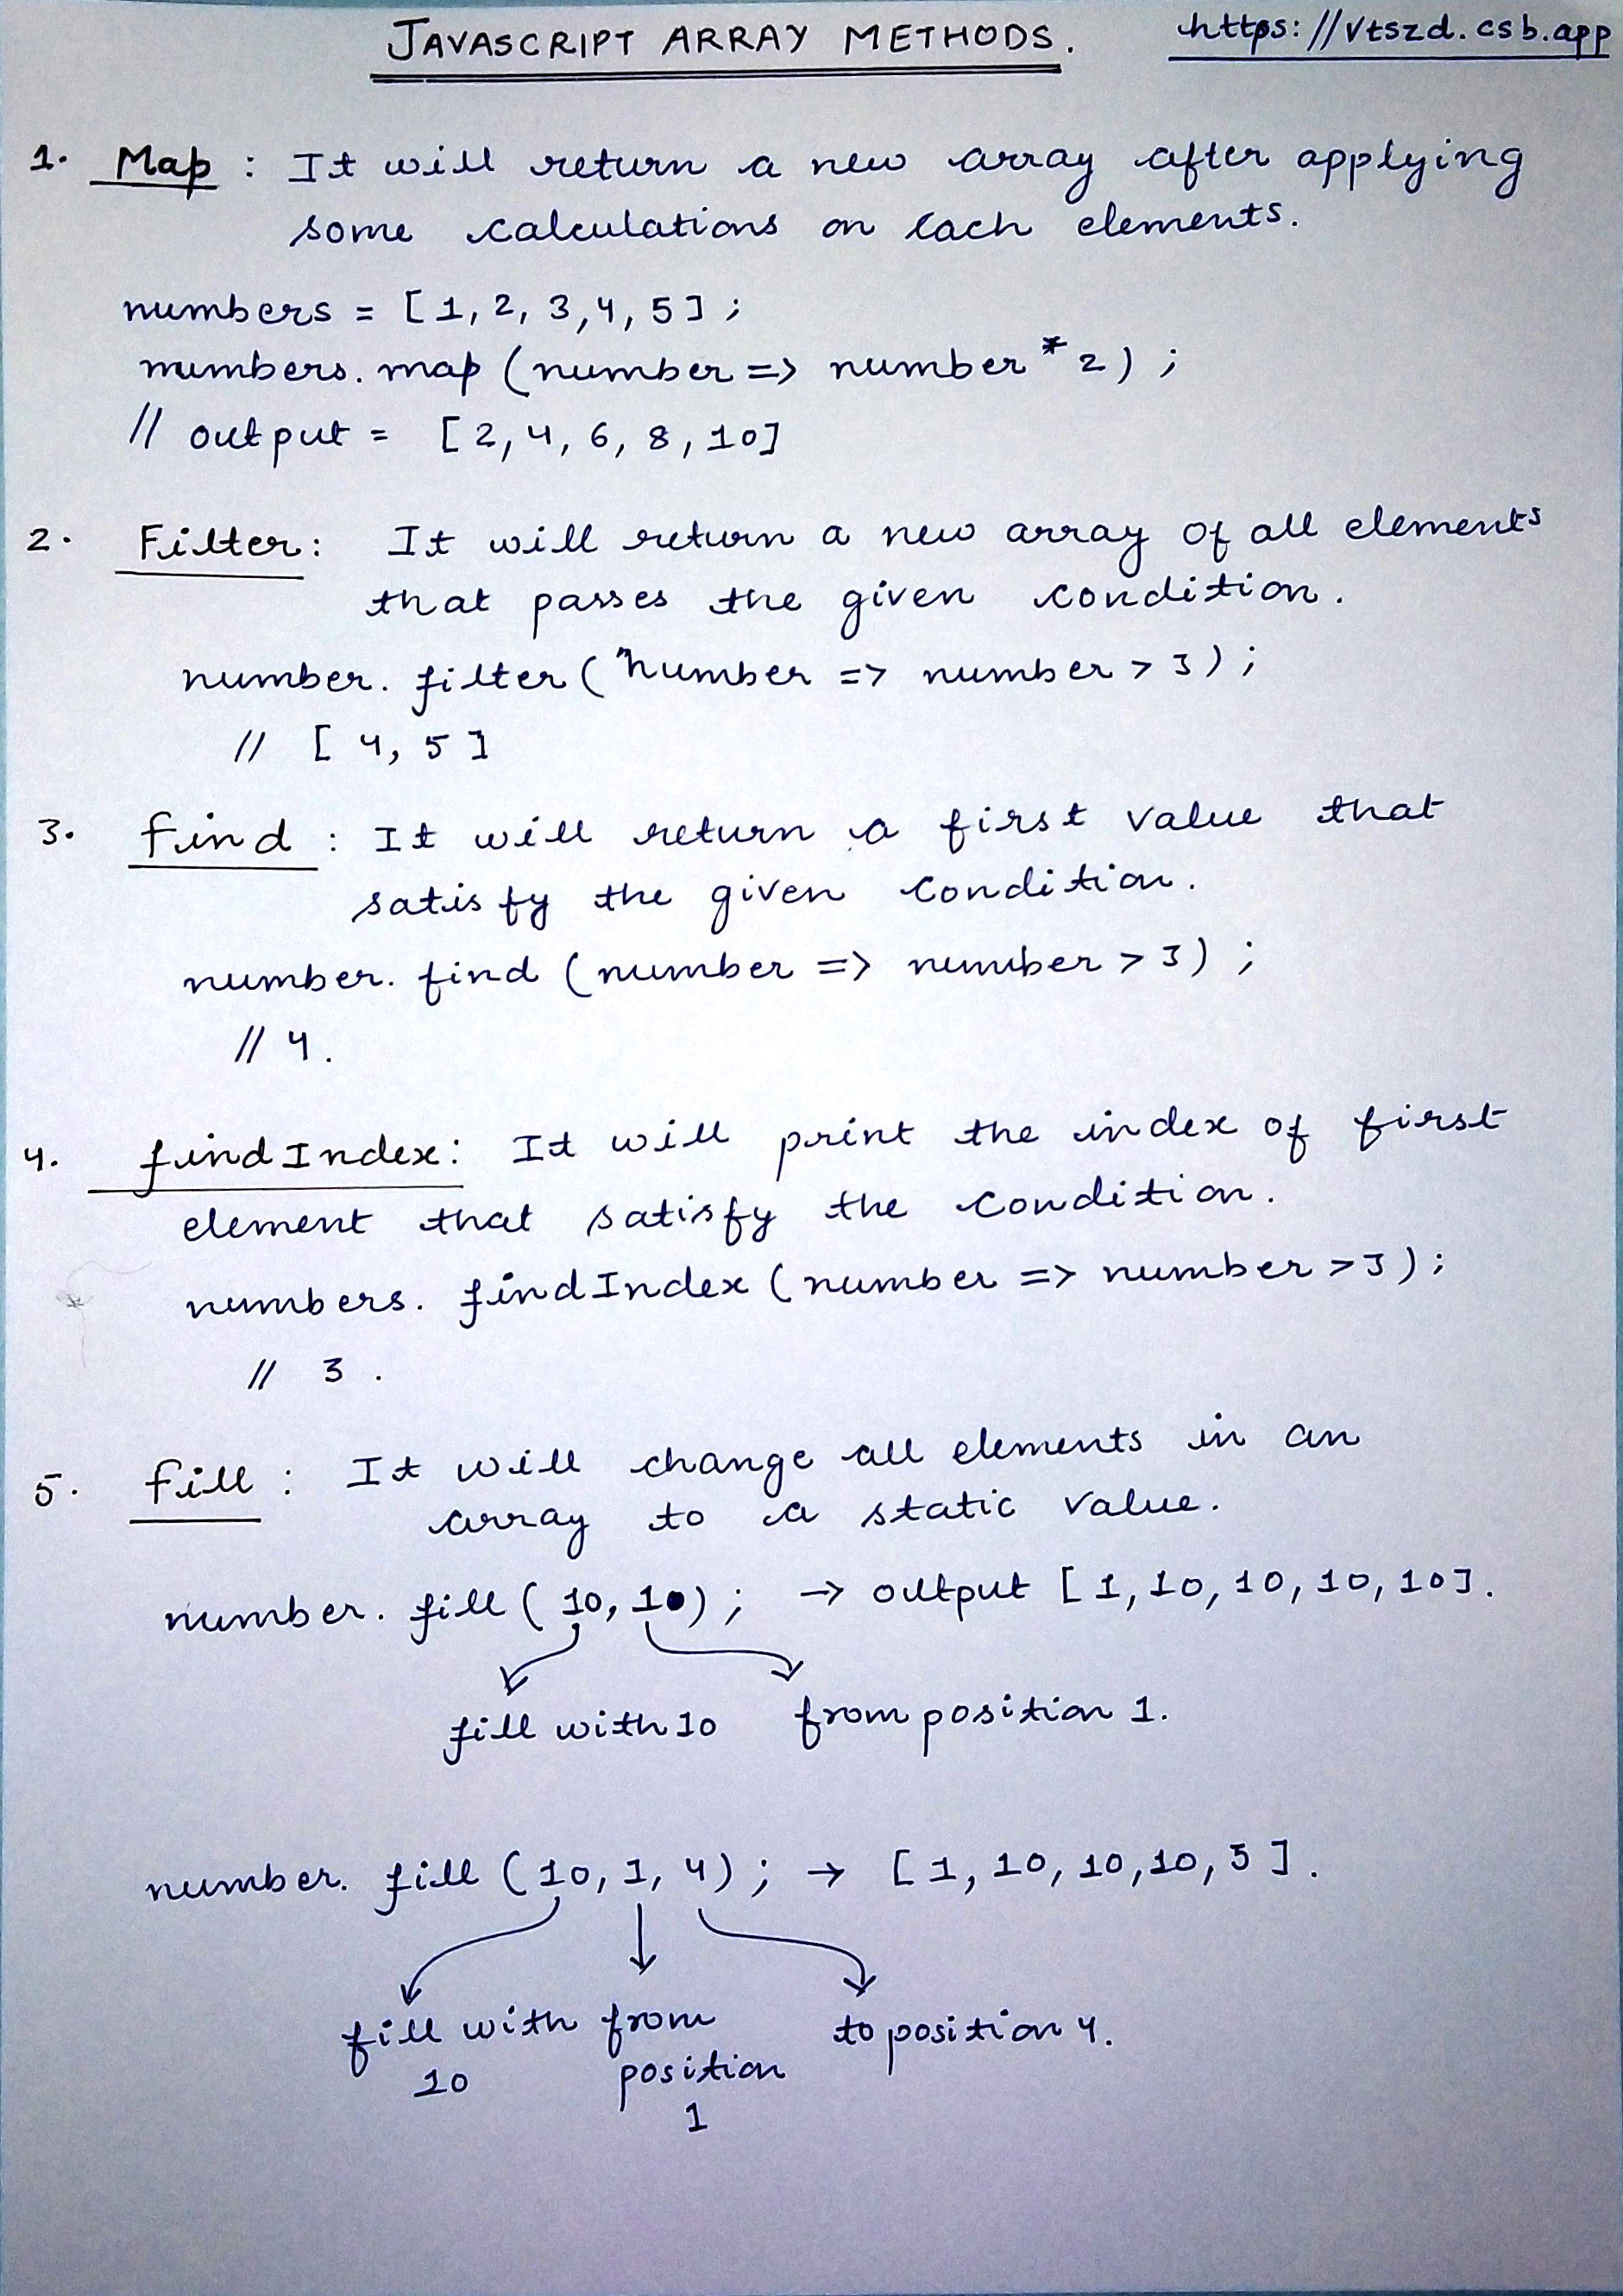 JAVASCRIPT ARRAY METHODS. https://vtszd.csb.app
1. Map : It will return a new array after applying
some calculations on each elements.
numbers = [1, 2, 3, 4, 5] ;
numbers. map (number => number * 2) ;
// output = [2, 4, 6, 8, 10]
2. Filter : It will return a new array of all elements
that passes the given condition.
number. filter ( number => number > 3) ;
// [ 4, 5 ]
3. find : It will return a first value that
satisfy the given condition.
number. find (number => number > 3) ;
// 4.
4. findIndex : It will print the index of first
element that satisfy the condition.
numbers. findIndex (number => number > 3) ;
// 3 .
5. fill : It will change all elements in an
array to a static value.
number. fill ( 10, 10) ; → output [ 1, 10, 10, 10, 10].
fill with 10 from position 1.
number. fill (10, 1, 4) ; → [ 1, 10, 10, 10, 5 ].
fill with from to position 4.
10 position
1